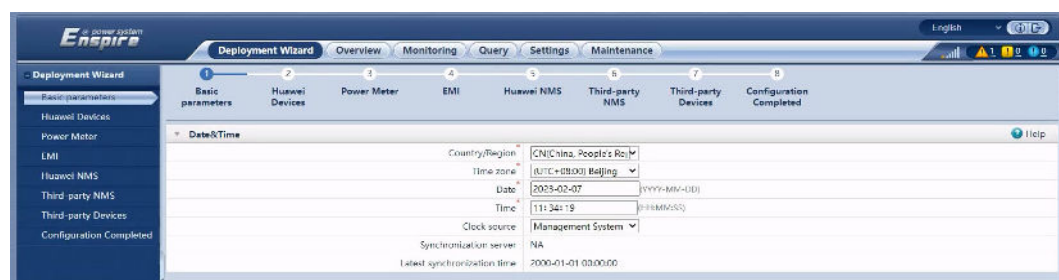 @ power system
Enspire
English
Deployment Wizard Overview Monitoring Query Settings Maintenance
1 0 0
Deployment Wizard
Basic parameters
Huawei Devices
Power Meter
EMI
Huawei NMS
Third-party NMS
Third-party Devices
Configuration Completed
1 2 3 4 5 6 7 8
Basic parameters Huawei Devices Power Meter EMI Huawei NMS Third-party NMS Third-party Devices Configuration Completed
Date&Time Help
Country/Region * CN(China, People's Re
Time zone * (UTC+08:00) Beijing
Date * 2023-02-07 (YYYY-MM-DD)
Time * 11:34:19 (HH:MM:SS)
Clock source Management System
Synchronization server NA
Latest synchronization time 2000-01-01 00:00:00